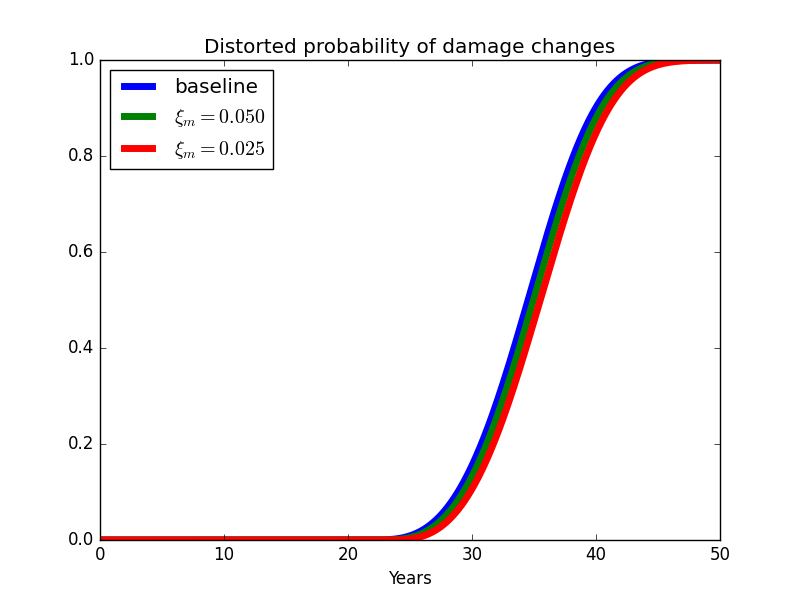 Distorted probability of damage changes
baseline
ξₘ = 0.050
ξₘ = 0.025
1.0
0.8
0.6
0.4
0.2
0.0
0 10 20 30 40 50
Years